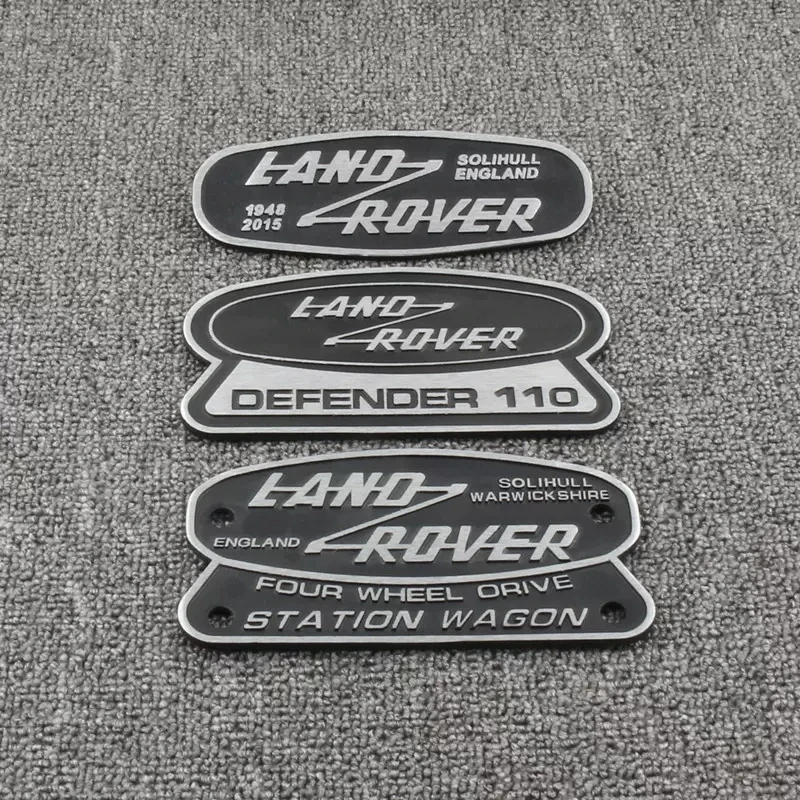 LAND
SOLIHULL
ENGLAND
1948
2015
ROVER
LAND
ROVER
DEFENDER 110
LAND
SOLIHULL
WARWICKSHIRE
ENGLAND
ROVER
FOUR WHEEL DRIVE
STATION WAGON